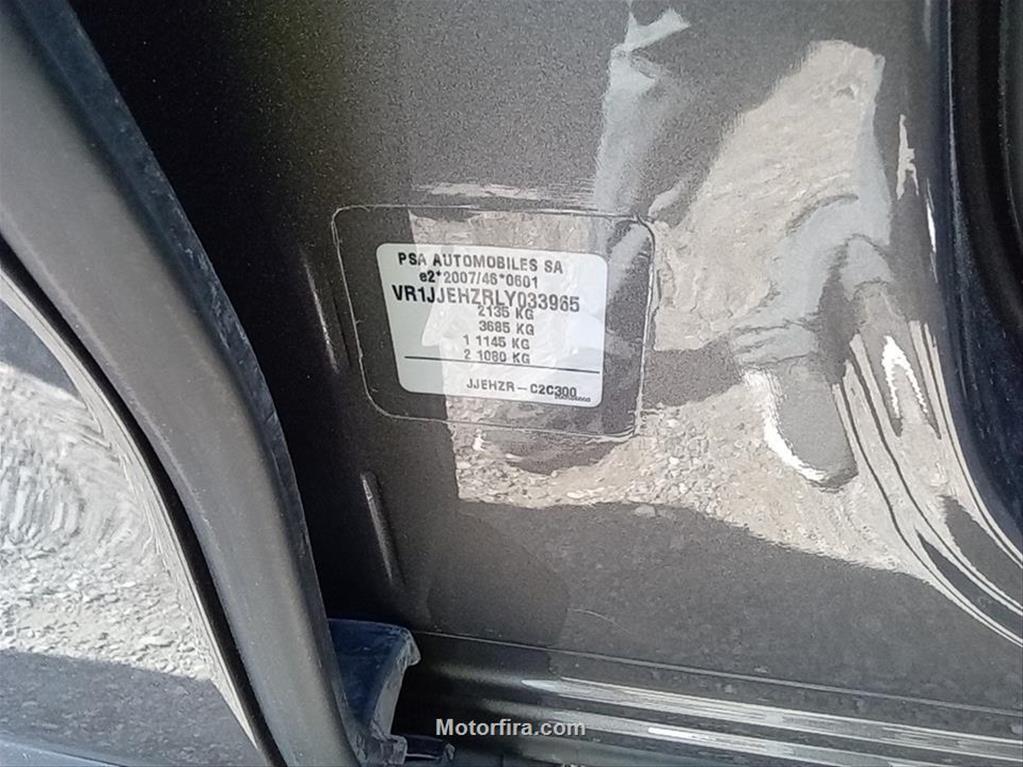 PSA AUTOMOBILES SA
e2*2007/46*0601
VR1JJEHZRLY033965
2135 KG
3685 KG
1 1145 KG
2 1080 KG
JJEHZR - C2C300
Motorfira.com